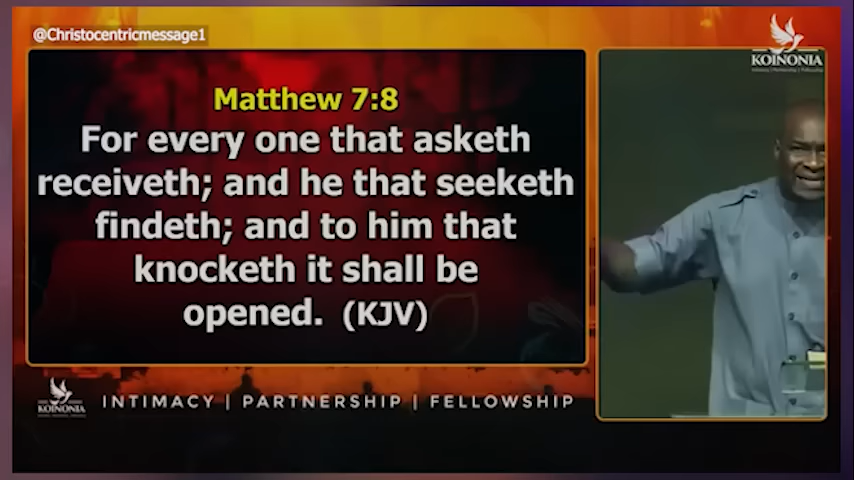 @Christocentricmessage1
KOINONIA
Matthew 7:8
For every one that asketh
receiveth; and he that seeketh
findeth; and to him that
knocketh it shall be
opened. (KJV)
KOINONIA
INTIMACY | PARTNERSHIP | FELLOWSHIP